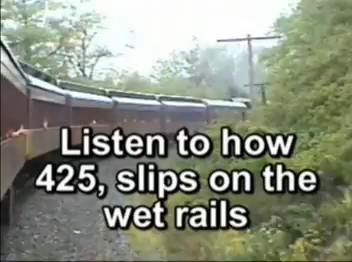 Listen to how
425, slips on the
wet rails